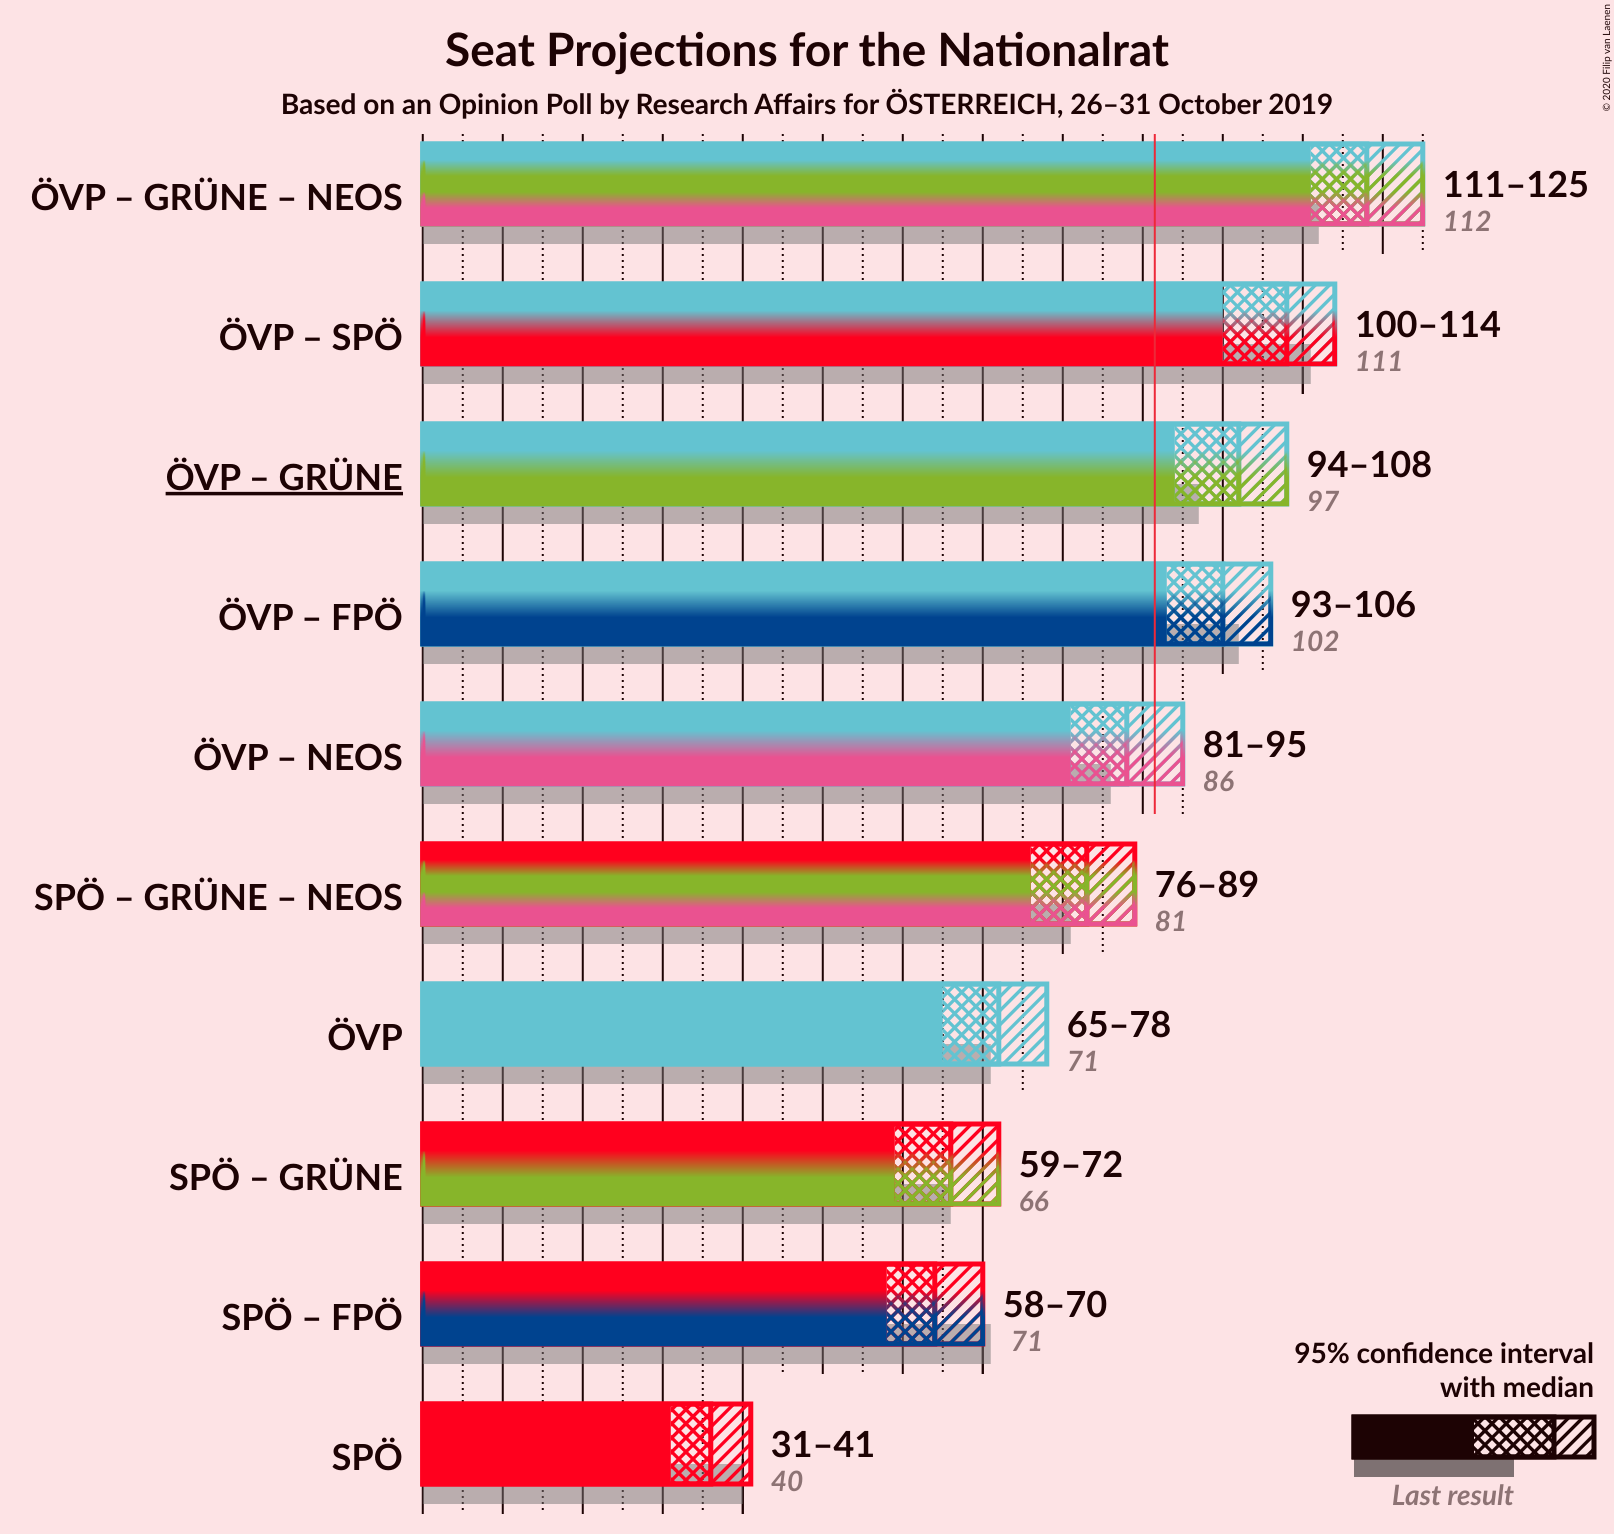 Seat Projections for the Nationalrat
Based on an Opinion Poll by Research Affairs for ÖSTERREICH, 26–31 October 2019
© 2020 Filip van Laenen
ÖVP – GRÜNE – NEOS
111–125
112
ÖVP – SPÖ
100–114
111
ÖVP – GRÜNE
94–108
97
ÖVP – FPÖ
93–106
102
ÖVP – NEOS
81–95
86
SPÖ – GRÜNE – NEOS
76–89
81
ÖVP
65–78
71
SPÖ – GRÜNE
59–72
66
SPÖ – FPÖ
58–70
71
SPÖ
31–41
40
95% confidence interval
with median
Last result